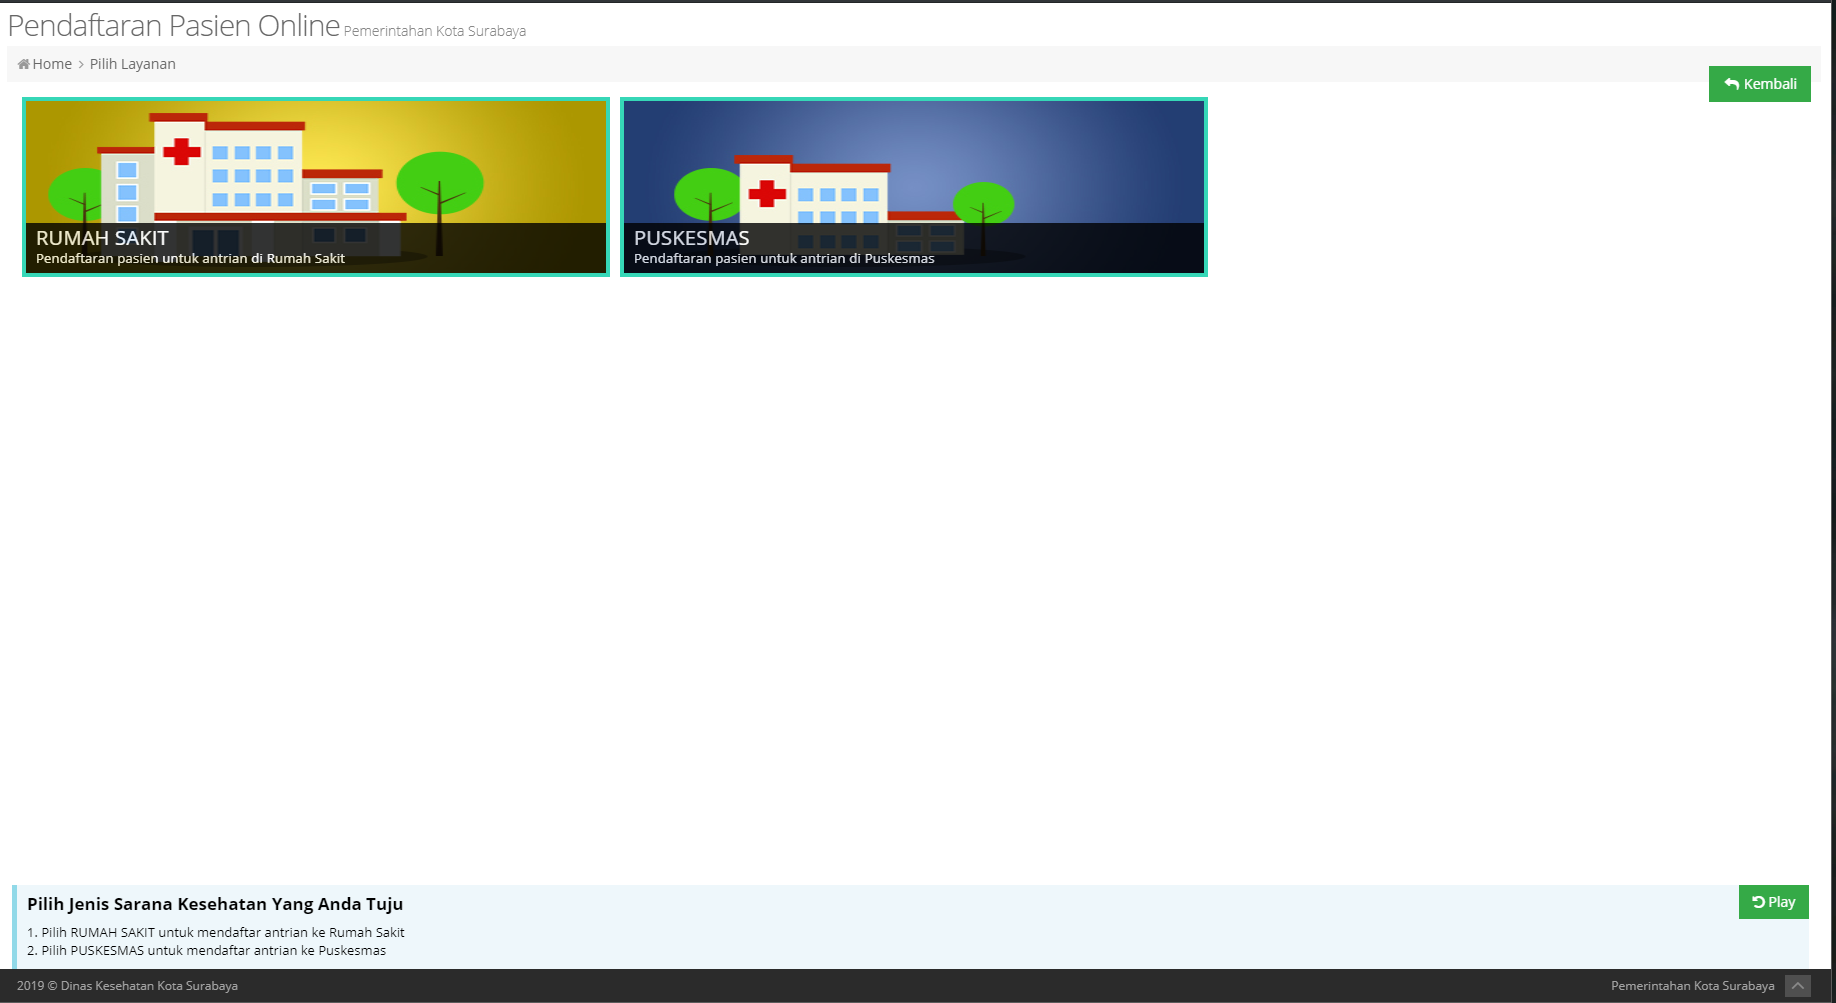 Pendaftaran Pasien Online Pemerintahan Kota Surabaya
Home > Pilih Layanan
Kembali
RUMAH SAKIT
Pendaftaran pasien untuk antrian di Rumah Sakit
PUSKESMAS
Pendaftaran pasien untuk antrian di Puskesmas
Pilih Jenis Sarana Kesehatan Yang Anda Tuju
Play
1. Pilih RUMAH SAKIT untuk mendaftar antrian ke Rumah Sakit
2. Pilih PUSKESMAS untuk mendaftar antrian ke Puskesmas
2019 © Dinas Kesehatan Kota Surabaya
Pemerintahan Kota Surabaya